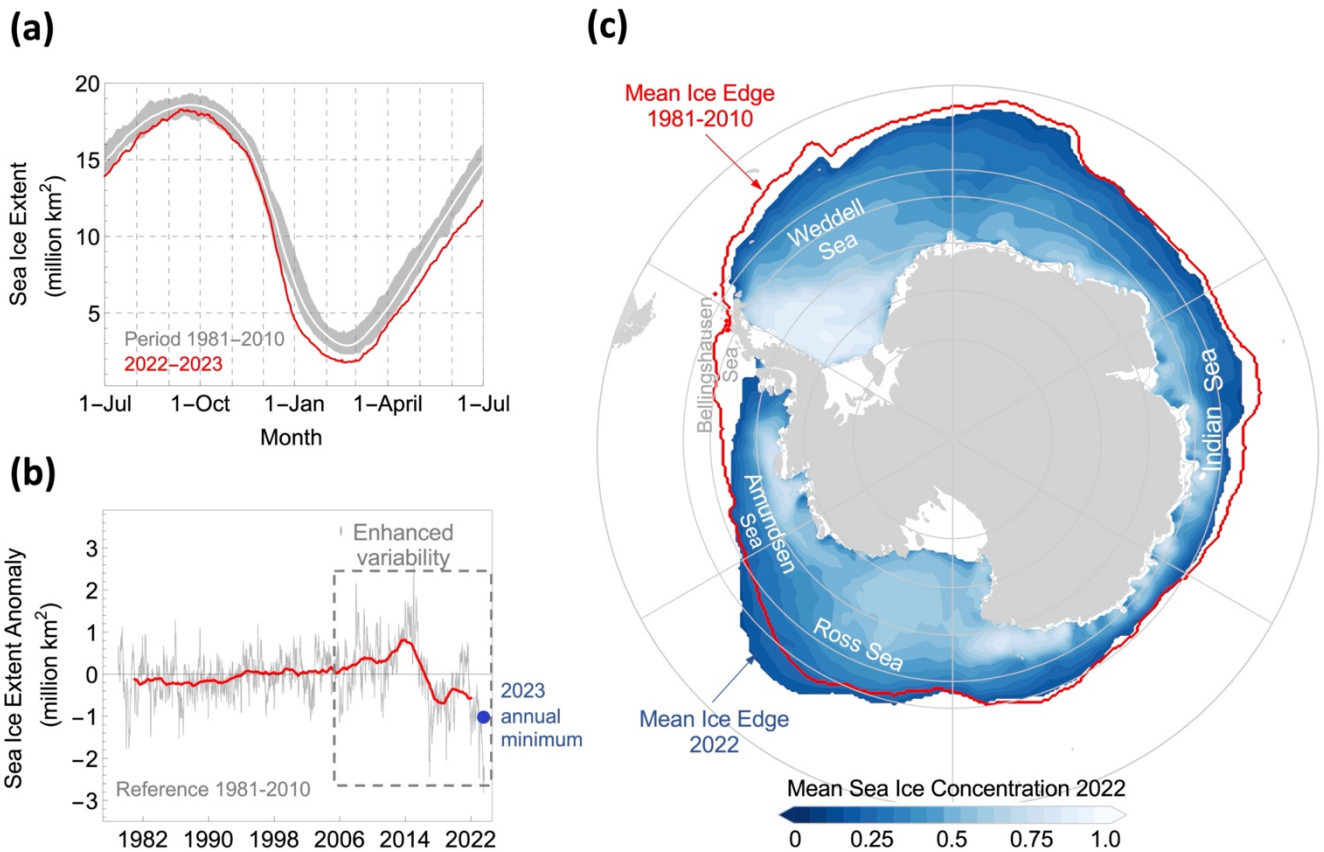 (a)
20
15
10
5
Sea Ice Extent
(million km²)
Period 1981–2010
2022–2023
1–Jul
1–Oct
1–Jan
1–April
1–Jul
Month
(b)
3
2
1
0
−1
−2
−3
Sea Ice Extent Anomaly
(million km²)
Enhanced
variability
2023
annual
minimum
Reference 1981-2010
1982
1990
1998
2006
2014
2022
(c)
Mean Ice Edge
1981-2010
Weddell
Sea
Bellingshausen
Sea
Indian Sea
Amundsen
Sea
Ross Sea
Mean Ice Edge
2022
Mean Sea Ice Concentration 2022
0
0.25
0.5
0.75
1.0